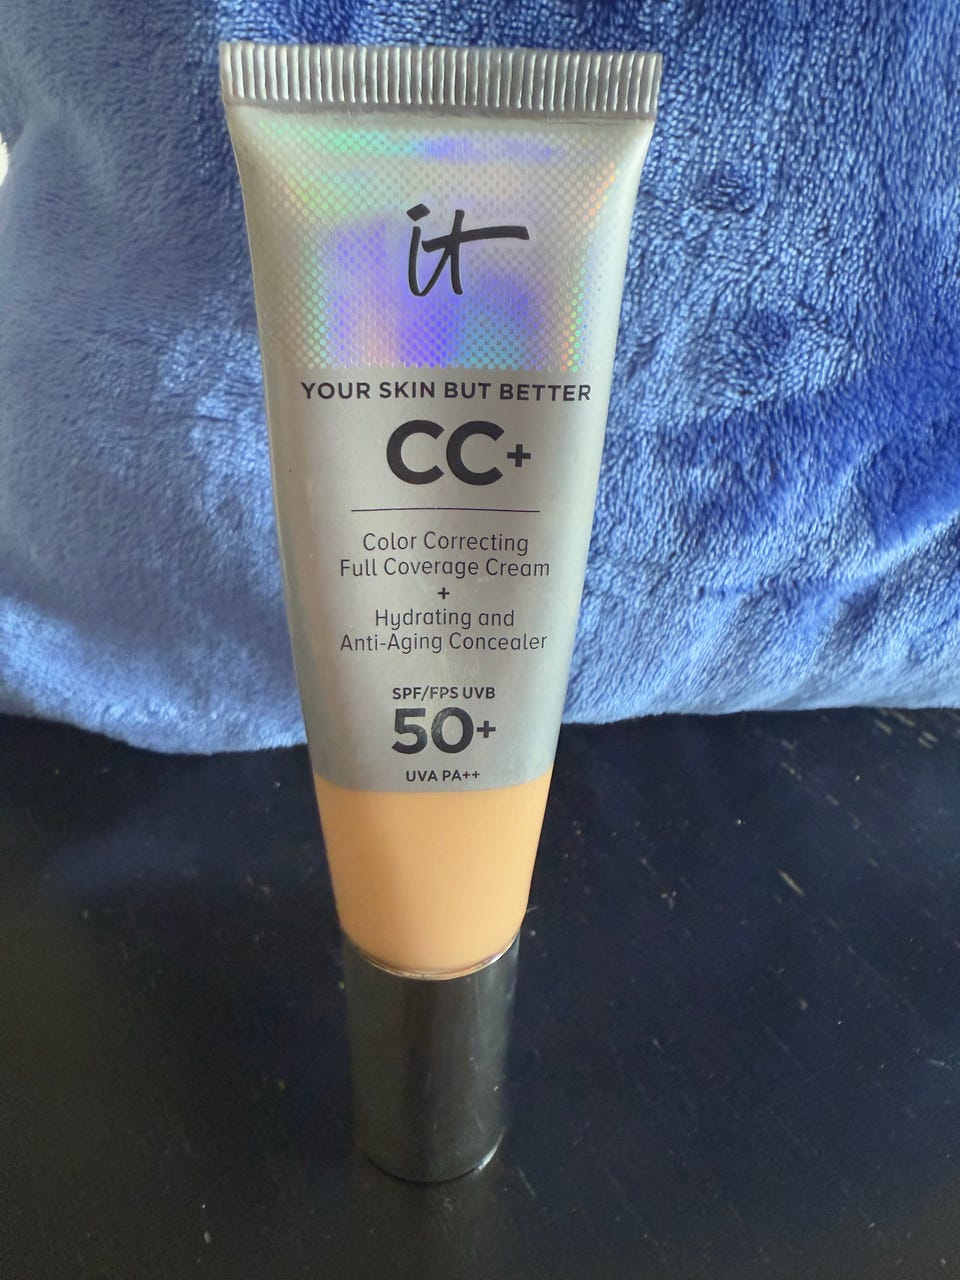 it
YOUR SKIN BUT BETTER
CC+
Color Correcting
Full Coverage Cream
+
Hydrating and
Anti-Aging Concealer
SPF/FPS UVB
50+
UVA PA++